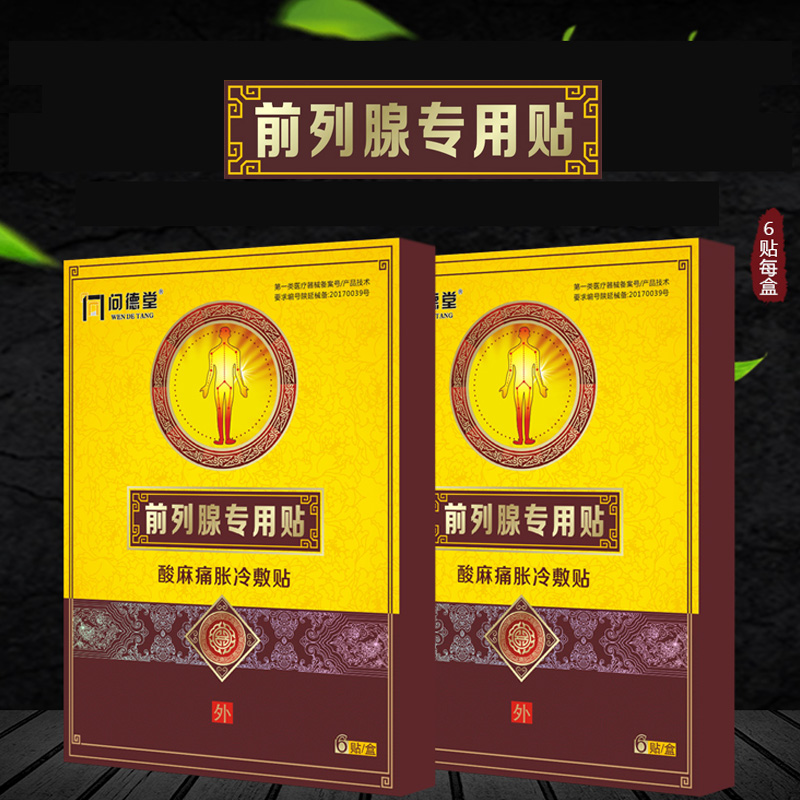 前列腺专用贴
6贴每盒
问德堂®
WEN DE TANG
第一类医疗器械备案号/产品技术
要求编号陕延械备:20170039号
前列腺专用贴
酸麻痛胀冷敷贴
外
6贴/盒
问德堂®
TANG
第一类医疗器械备案号/产品技术
要求编号陕延械备:20170039号
前列腺专用贴
酸麻痛胀冷敷贴
外
6贴/盒